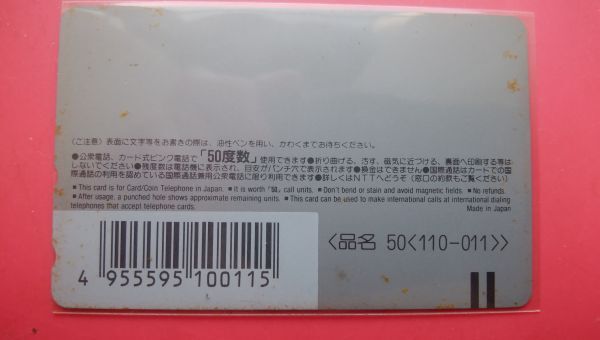 〈ご注意〉表面に文字等をお書きの際は、油性ペンを用い、かわくまでお待ちください。
●公衆電話、カード式ピンク電話で「50度数」使用できます●折り曲げる、汚す、磁気に近づける、裏面へ印刷する等は
しないでください●残度数は電話機に表示され、目安がパンチ穴で表示されます●換金はできません●国際通話はカードでの国
際通話の利用を認めている国際通話兼用公衆電話に限り利用できます●詳しくはNTTへどうぞ(窓口の約款もご覧ください)
■This card is for Card/Coin Telephone in Japan. ■It is worth「50」call units. ■Don't bend or stain and avoid magnetic fields. ■No refunds.
■After usage, a punched hole shows approximate remaining units. ■This card can be used to make international calls at international dialing
telephones that accept telephone cards. Made in Japan
〈品名 50〈110-011〉〉
4 955595 100115